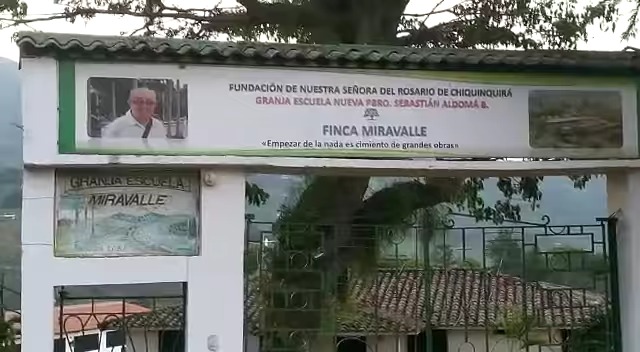 FUNDACIÓN DE NUESTRA SEÑORA DEL ROSARIO DE CHIQUINQUIRÁ
GRANJA ESCUELA NUEVA PBRO. SEBASTIÁN ALDOMÁ B.
FINCA MIRAVALLE
«Empezar de la nada es cimiento de grandes obras»
GRANJA ESCUELA
MIRAVALLE